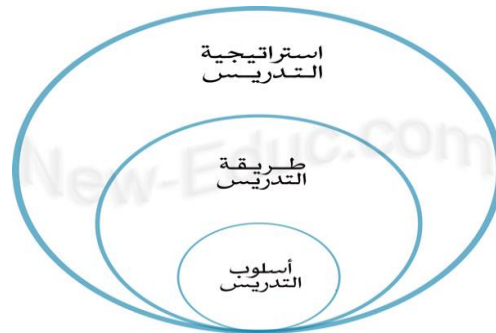 استراتيجية
التدريس
New-Educ.com
طريقة
التدريس
أسلوب
التدريس